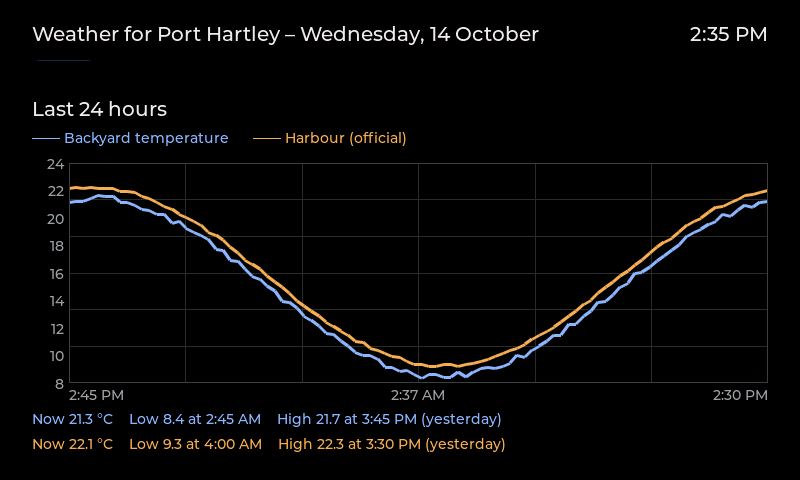 Weather for Port Hartley – Wednesday, 14 October
2:35 PM
Last 24 hours
Backyard temperature
Harbour (official)
24
22
20
18
16
14
12
10
8
2:45 PM
2:37 AM
2:30 PM
Now 21.3 °C Low 8.4 at 2:45 AM High 21.7 at 3:45 PM (yesterday)
Now 22.1 °C Low 9.3 at 4:00 AM High 22.3 at 3:30 PM (yesterday)